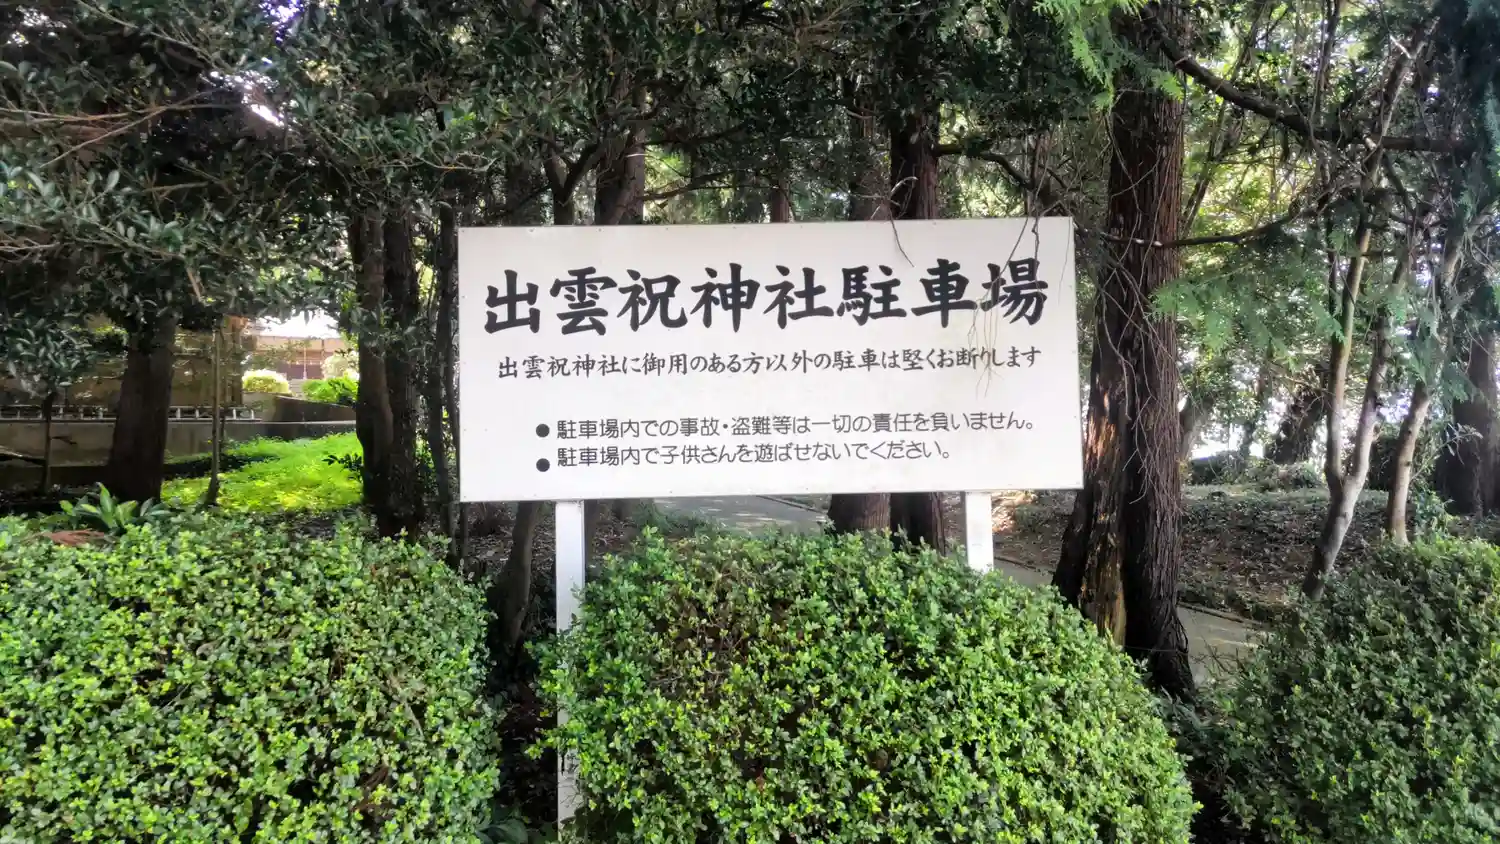 出雲祝神社駐車場
出雲祝神社に御用のある方以外の駐車は堅くお断りします
●駐車場内での事故・盗難等は一切の責任を負いません。
●駐車場内で子供さんを遊ばせないでください。